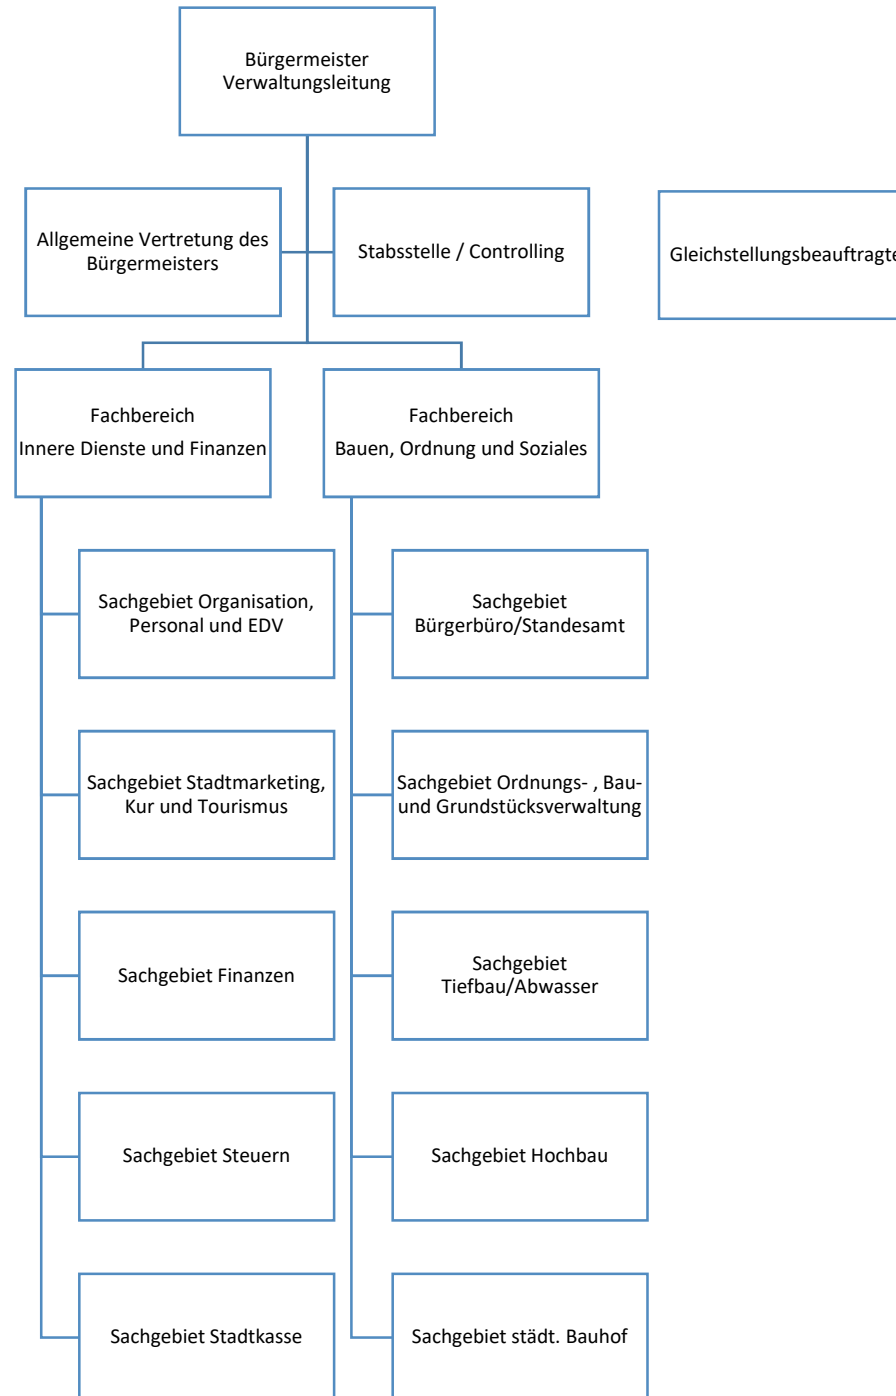 Bürgermeister
Verwaltungsleitung
Allgemeine Vertretung des
Bürgermeisters
Stabsstelle / Controlling
Gleichstellungsbeauftragte
Fachbereich
Innere Dienste und Finanzen
Fachbereich
Bauen, Ordnung und Soziales
Sachgebiet Organisation,
Personal und EDV
Sachgebiet
Bürgerbüro/Standesamt
Sachgebiet Stadtmarketing,
Kur und Tourismus
Sachgebiet Ordnungs- , Bau-
und Grundstücksverwaltung
Sachgebiet Finanzen
Sachgebiet
Tiefbau/Abwasser
Sachgebiet Steuern
Sachgebiet Hochbau
Sachgebiet Stadtkasse
Sachgebiet städt. Bauhof